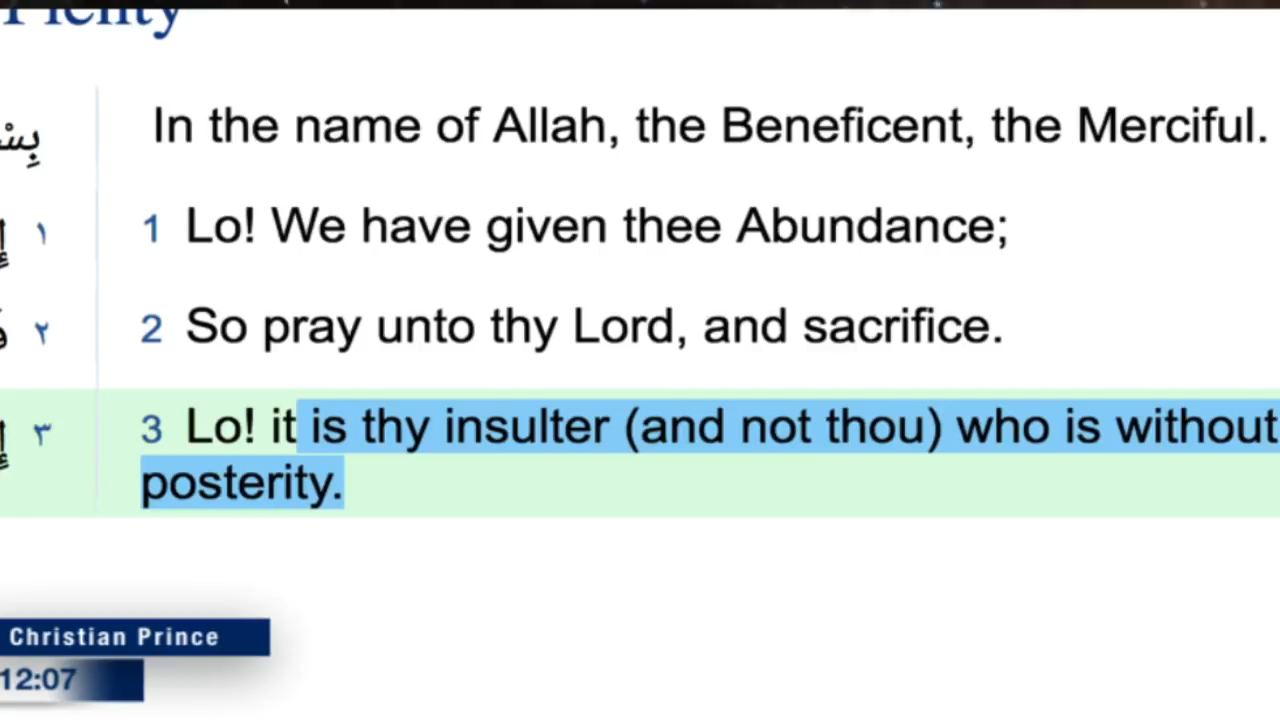 Plenty
بِسْ
In the name of Allah, the Beneficent, the Merciful.
١
1 Lo! We have given thee Abundance;
٢
2 So pray unto thy Lord, and sacrifice.
٣
3 Lo! it is thy insulter (and not thou) who is without
posterity.
Christian Prince
12:07